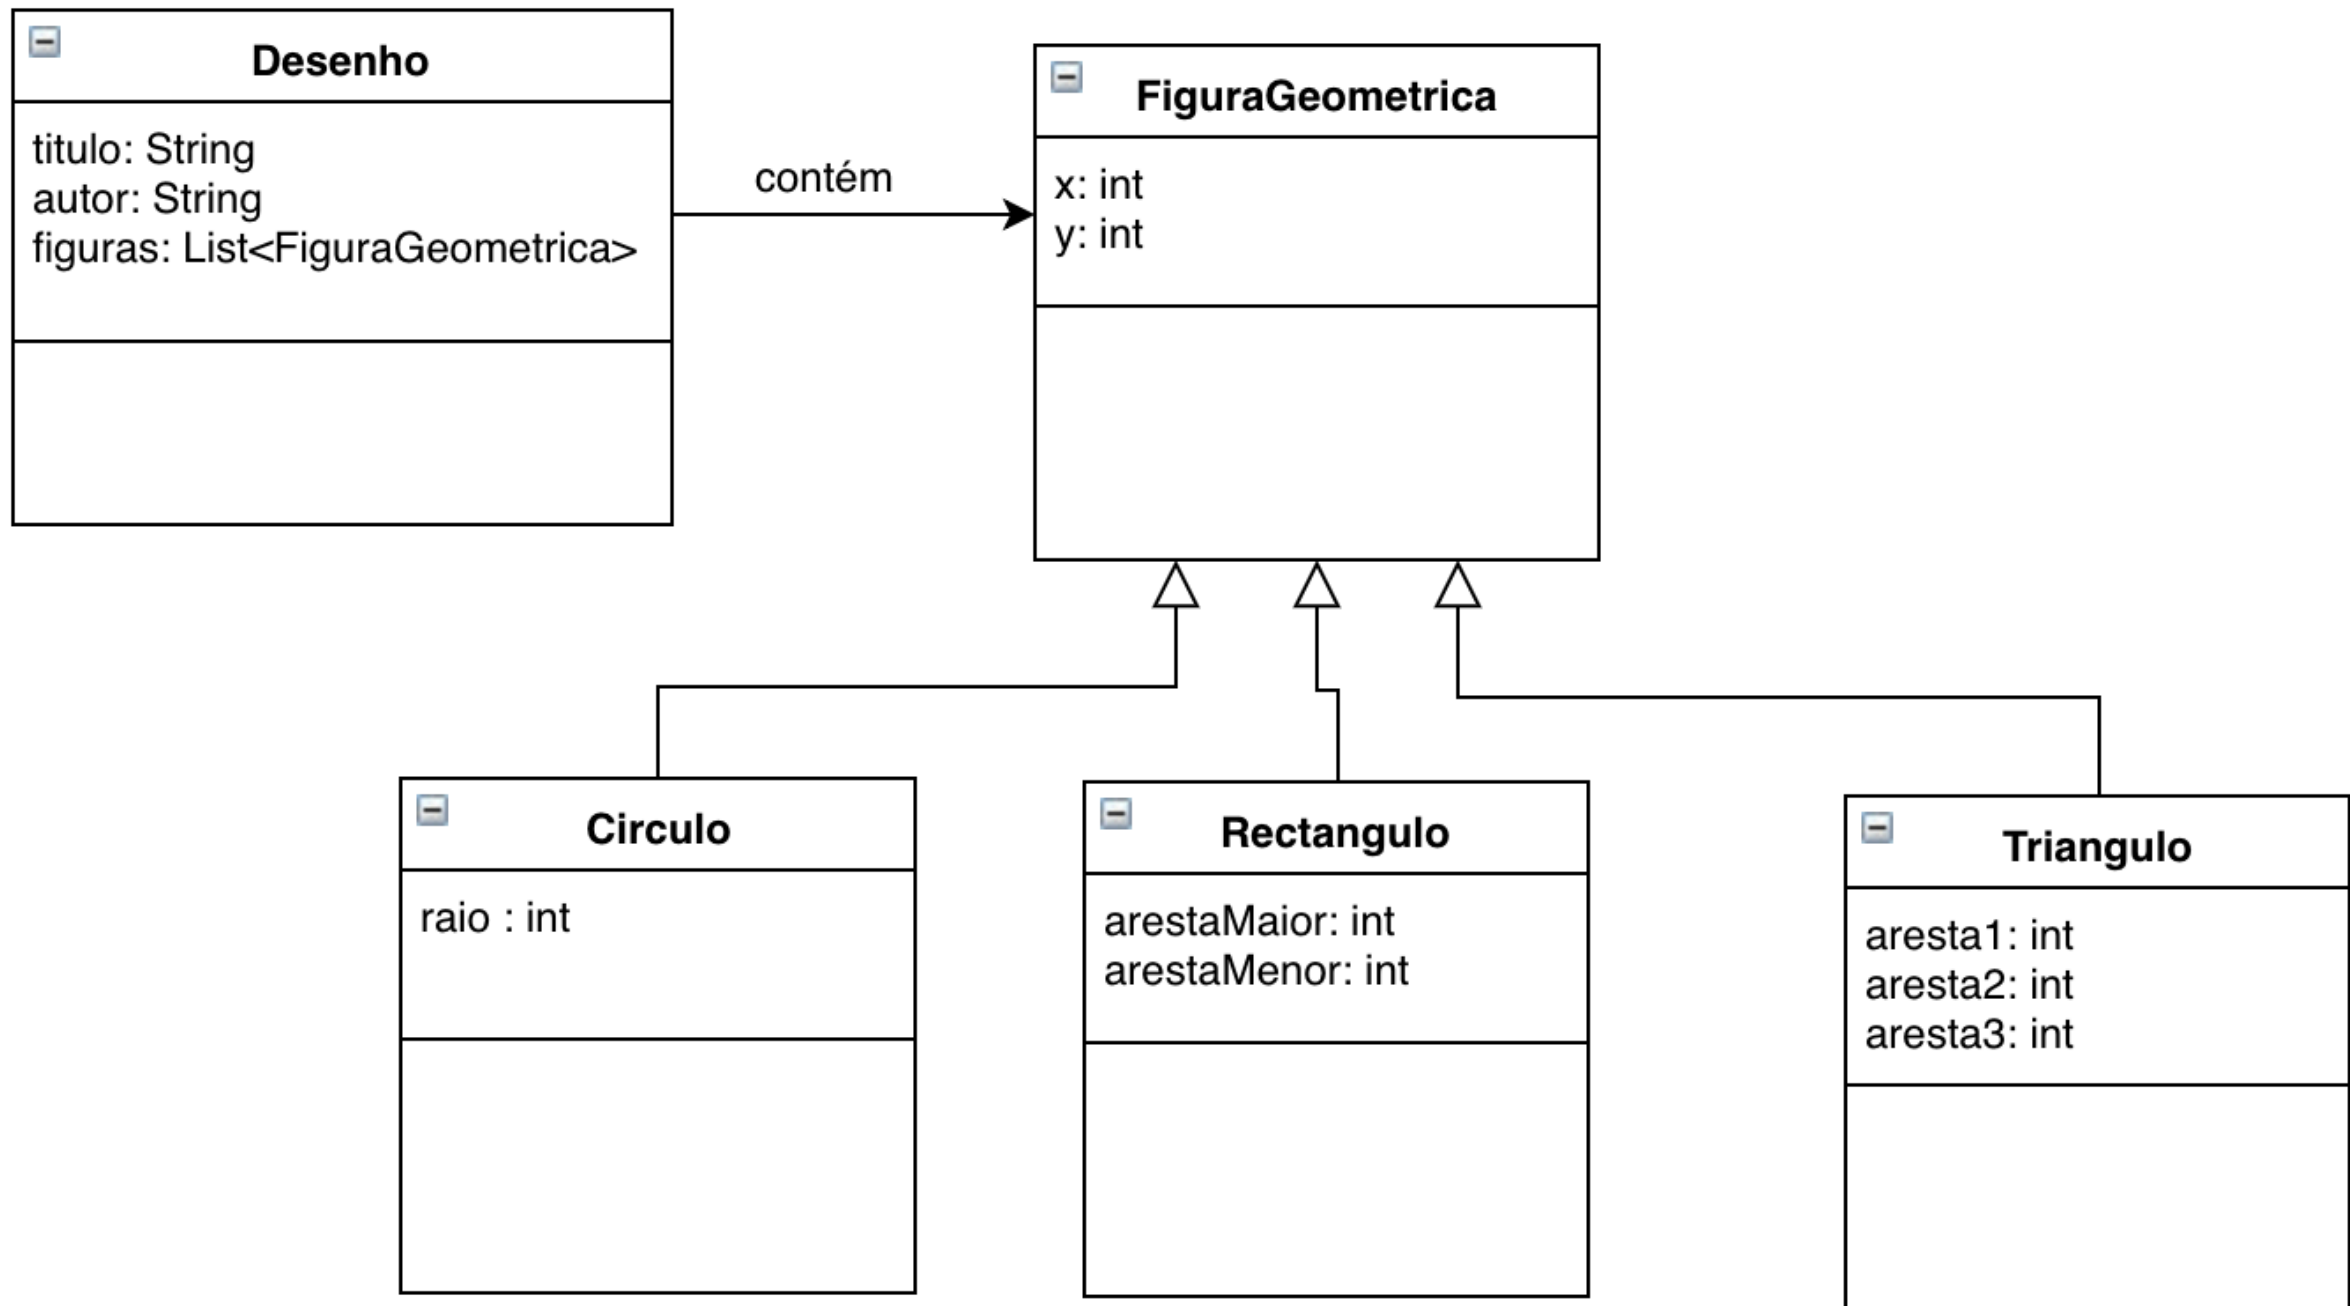 Desenho
titulo: String
autor: String
figuras: List<FiguraGeometrica>
contém
FiguraGeometrica
x: int
y: int
Circulo
raio : int
Rectangulo
arestaMaior: int
arestaMenor: int
Triangulo
aresta1: int
aresta2: int
aresta3: int